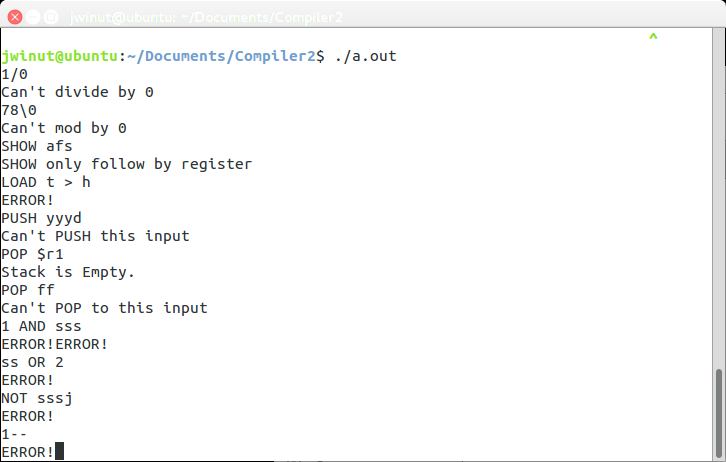 jwinut@ubuntu: ~/Documents/Compiler2
^
jwinut@ubuntu:~/Documents/Compiler2$ ./a.out
1/0
Can't divide by 0
78\0
Can't mod by 0
SHOW afs
SHOW only follow by register
LOAD t > h
ERROR!
PUSH yyyd
Can't PUSH this input
POP $r1
Stack is Empty.
POP ff
Can't POP to this input
1 AND sss
ERROR!ERROR!
ss OR 2
ERROR!
NOT sssj
ERROR!
1--
ERROR!